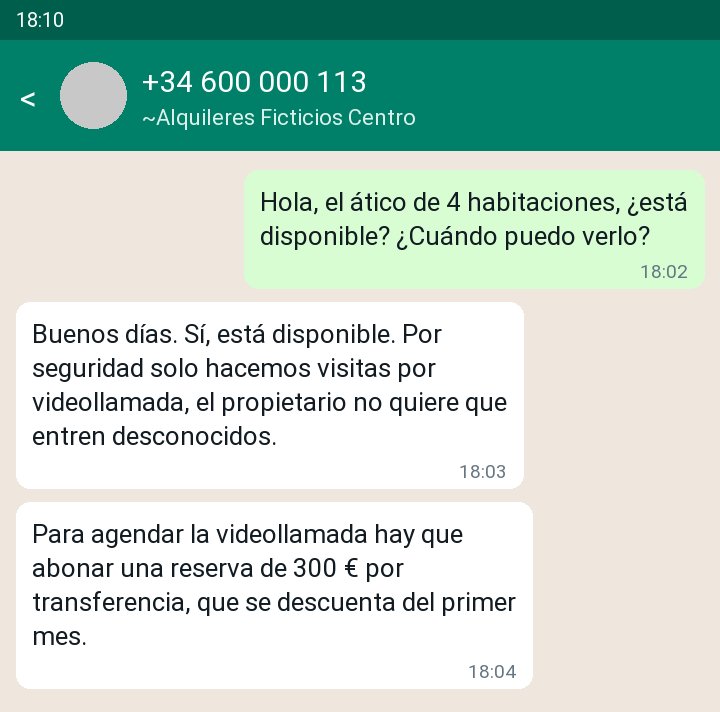 18:10
<
+34 600 000 113
~Alquileres Ficticios Centro
Hola, el ático de 4 habitaciones, ¿está
disponible? ¿Cuándo puedo verlo?
18:02
Buenos días. Sí, está disponible. Por
seguridad solo hacemos visitas por
videollamada, el propietario no quiere que
entren desconocidos.
18:03
Para agendar la videollamada hay que
abonar una reserva de 300 € por
transferencia, que se descuenta del primer
mes.
18:04